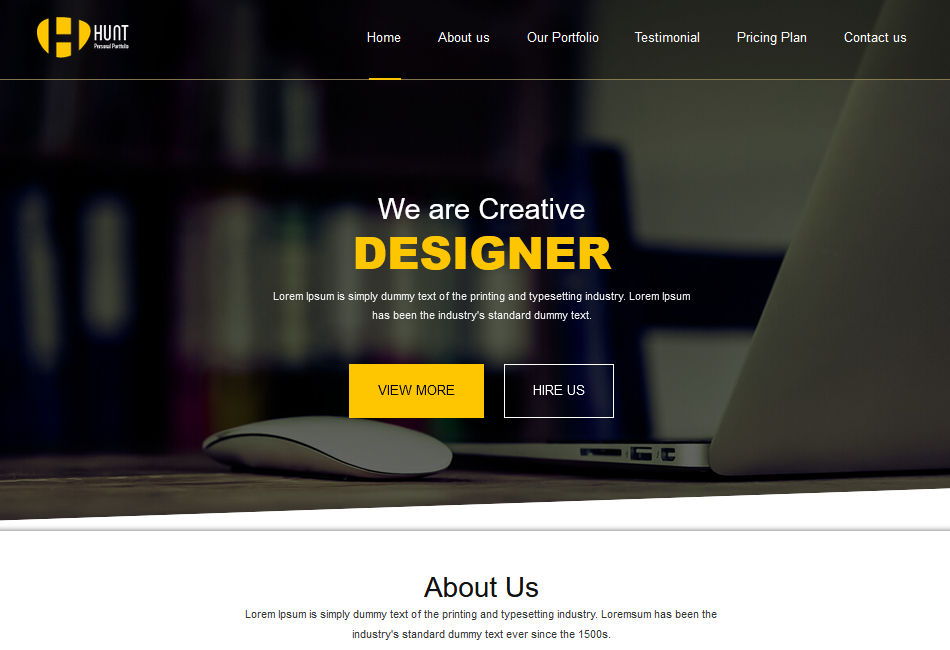 HUNT
Personal Portfolio
Home About us Our Portfolio Testimonial Pricing Plan Contact us
We are Creative
DESIGNER
Lorem Ipsum is simply dummy text of the printing and typesetting industry. Lorem Ipsum
has been the industry's standard dummy text.
VIEW MORE HIRE US
About Us
Lorem Ipsum is simply dummy text of the printing and typesetting industry. Loremsum has been the
industry's standard dummy text ever since the 1500s.